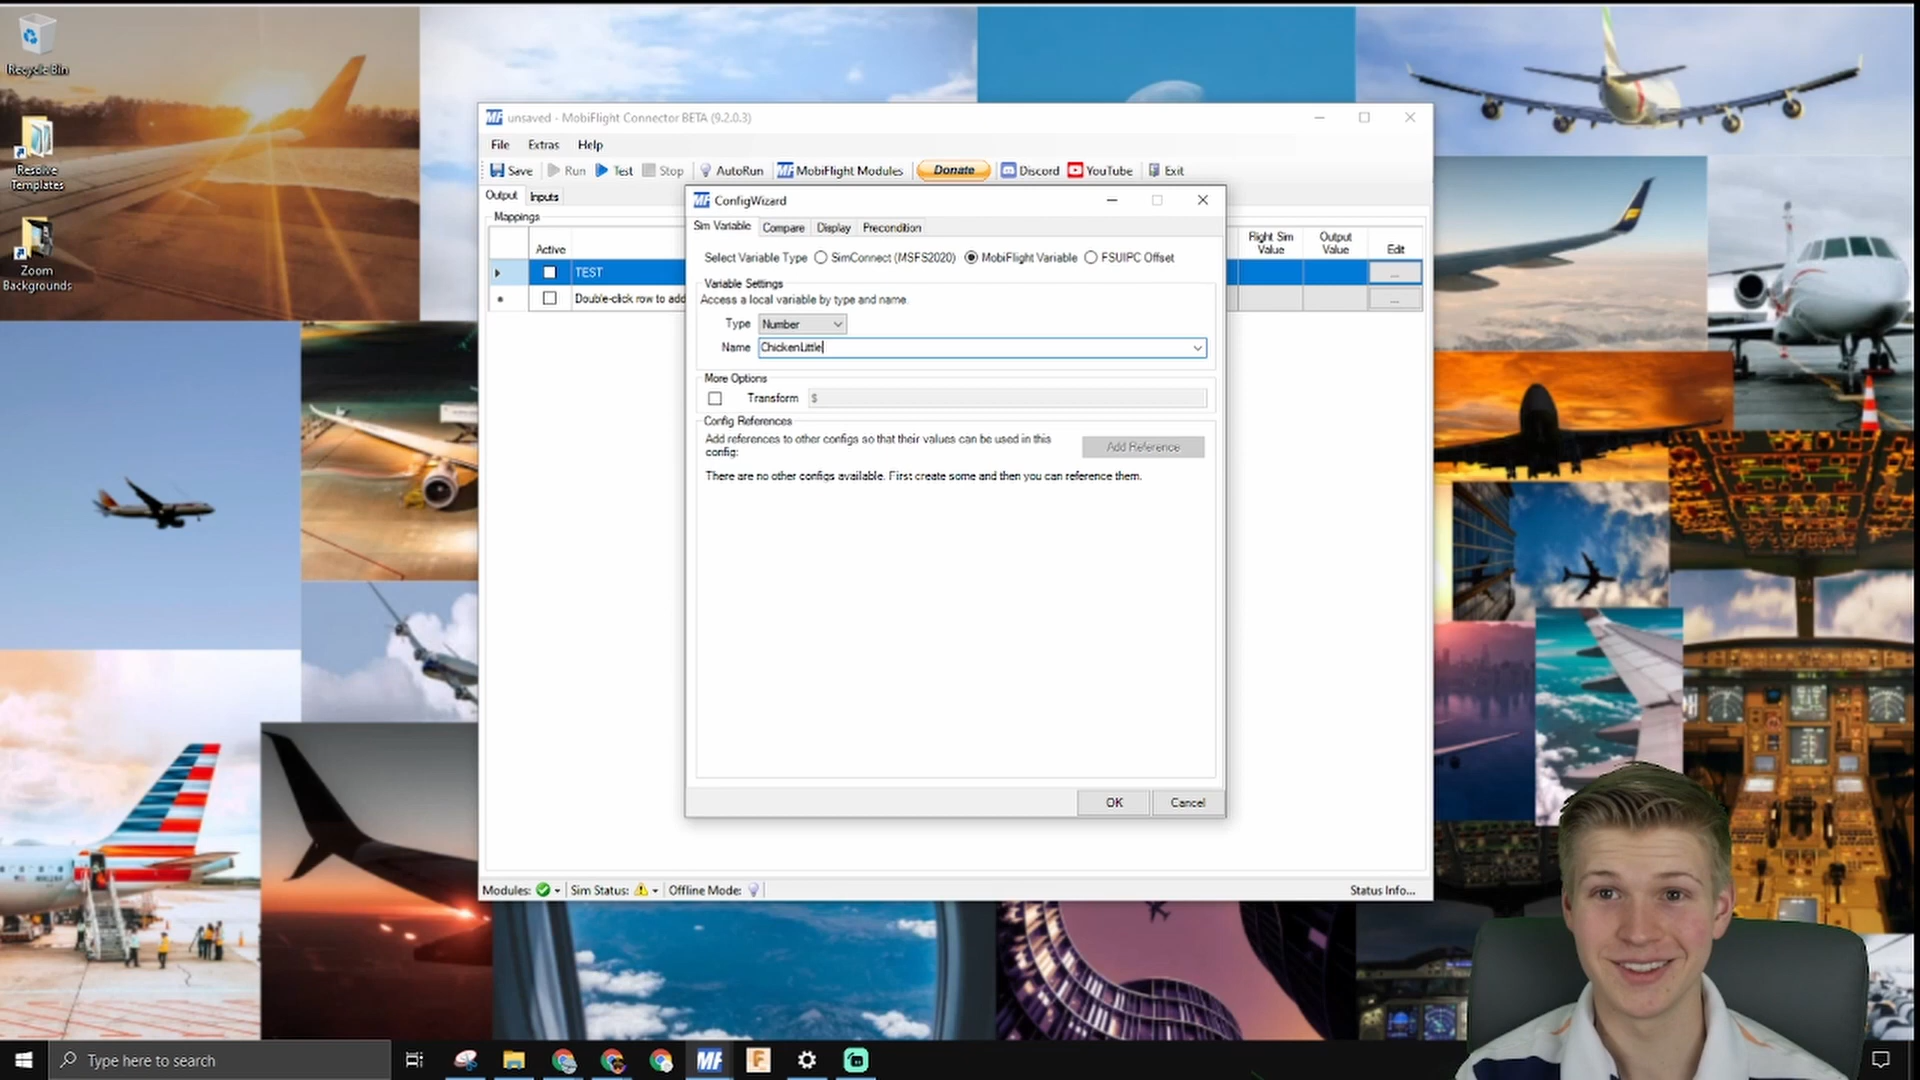 Recycle Bin
Resolve
Templates
Zoom
Backgrounds
MF unsaved - MobiFlight Connector BETA (9.2.0.3)
File Extras Help
Save Run Test Stop AutoRun MF MobiFlight Modules Donate Discord YouTube Exit
Output Inputs
Mappings
Active
Right Sim
Value
Output
Value
Edit
TEST
...
Double-click row to add
...
MF ConfigWizard
Sim Variable Compare Display Precondition
Select Variable Type SimConnect (MSFS2020) MobiFlight Variable FSUIPC Offset
Variable Settings
Access a local variable by type and name.
Type Number
Name ChickenLittle
More Options
Transform $
Config References
Add references to other configs so that their values can be used in this
config:
Add Reference
There are no other configs available. First create some and then you can reference them.
OK Cancel
Modules: Sim Status: Offline Mode: Status Info...
Type here to search
MF
F